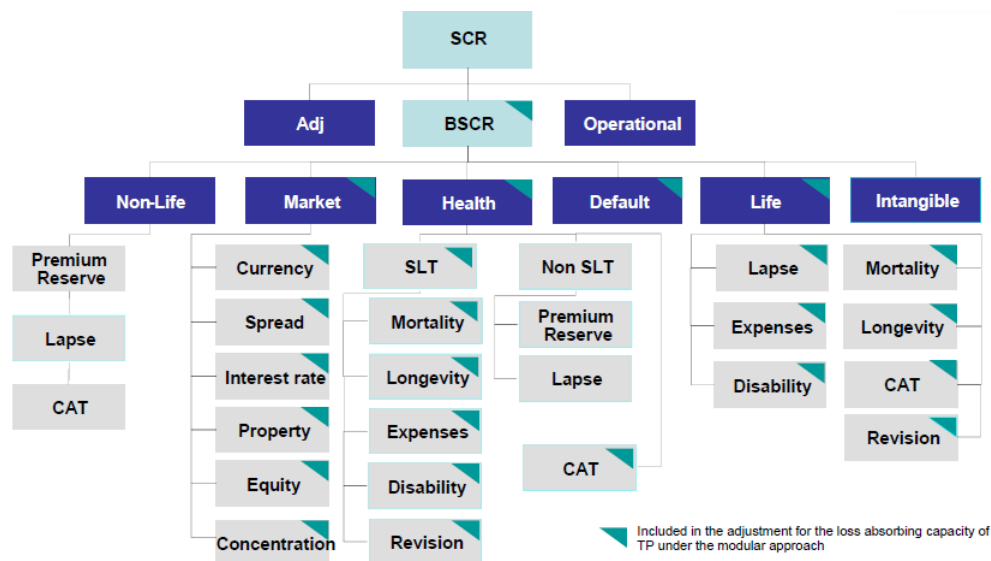 SCR
Adj
BSCR
Operational
Non-Life
Market
Health
Default
Life
Intangible
Premium
Reserve
Lapse
CAT
Currency
Spread
Interest rate
Property
Equity
Concentration
SLT
Mortality
Longevity
Expenses
Disability
Revision
Non SLT
Premium
Reserve
Lapse
CAT
Lapse
Expenses
Disability
Mortality
Longevity
CAT
Revision
Included in the adjustment for the loss absorbing capacity of
TP under the modular approach